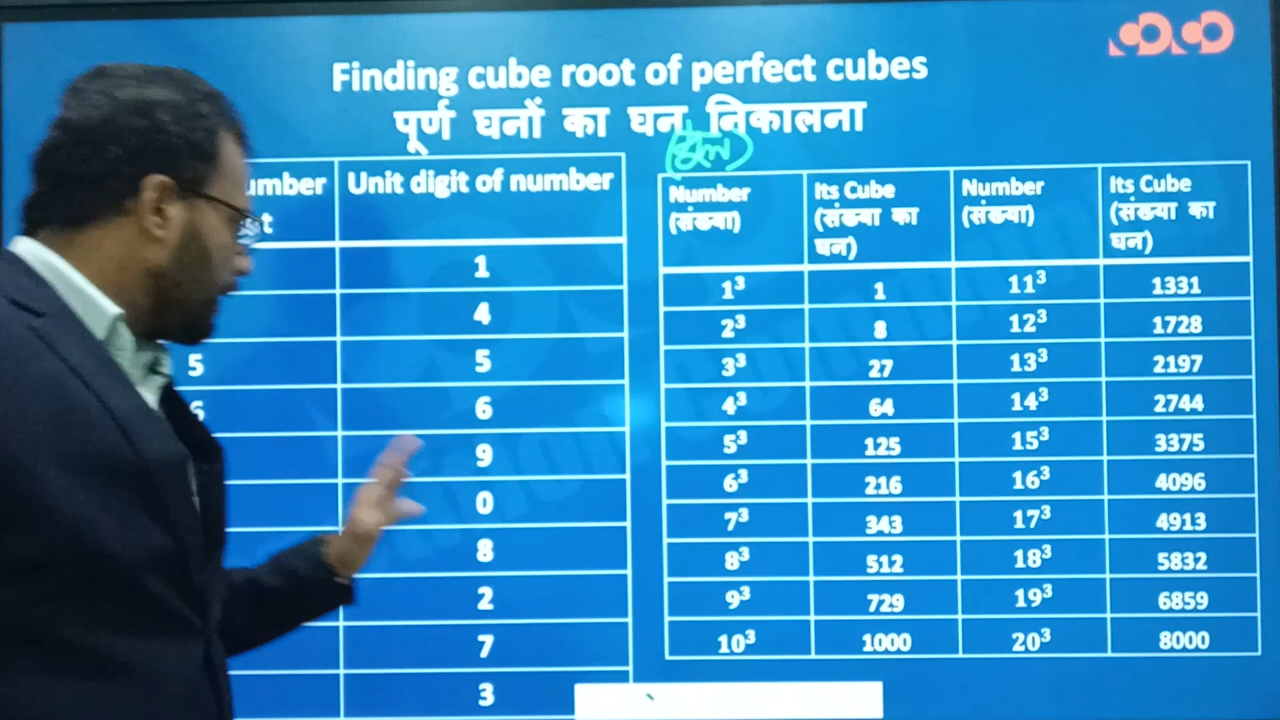 Finding cube root of perfect cubes
पूर्ण घनों का घन निकालना
(मूल)
umber Unit digit of number
t
1
4
5 5
6 6
9
0
8
2
7
3
Number (संख्या) Its Cube (संख्या का घन) Number (संख्या) Its Cube (संख्या का घन)
1³ 1 11³ 1331
2³ 8 12³ 1728
3³ 27 13³ 2197
4³ 64 14³ 2744
5³ 125 15³ 3375
6³ 216 16³ 4096
7³ 343 17³ 4913
8³ 512 18³ 5832
9³ 729 19³ 6859
10³ 1000 20³ 8000